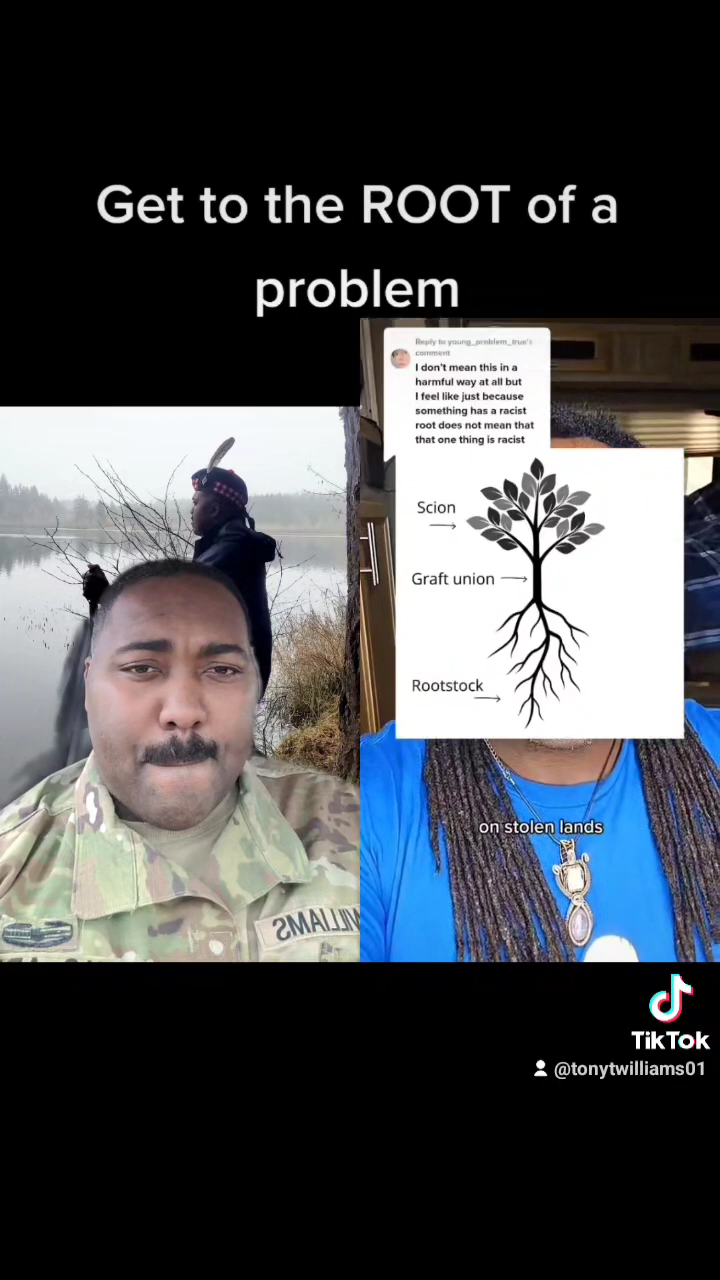 Get to the ROOT of a
problem
Reply to young_problem_true's
comment
I don't mean this in a
harmful way at all but
I feel like just because
something has a racist
root does not mean that
that one thing is racist
Scion
Graft union
Rootstock
on stolen lands
WILLIAMS
TikTok
@tonytwilliams01